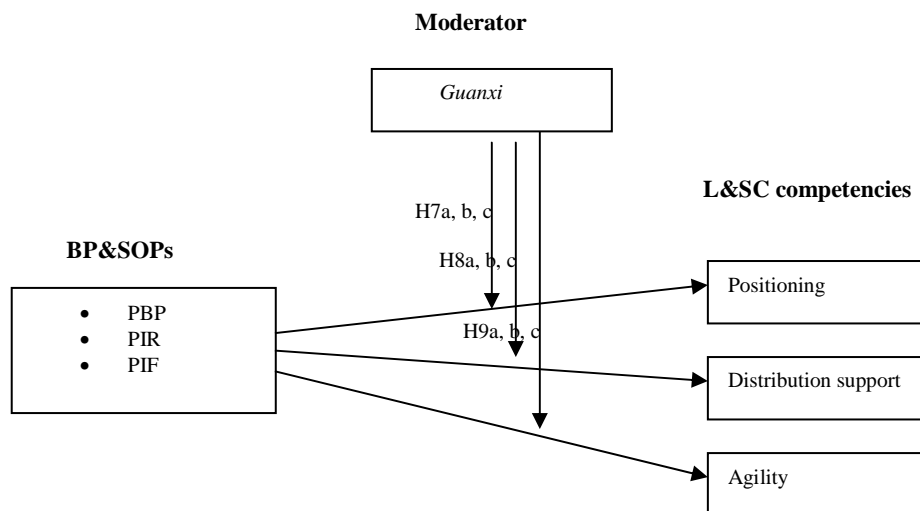 Moderator
Guanxi
L&SC competencies
H7a, b, c
BP&SOPs
H8a, b, c
Positioning
• PBP
H9a, b, c
• PIR
• PIF
Distribution support
Agility